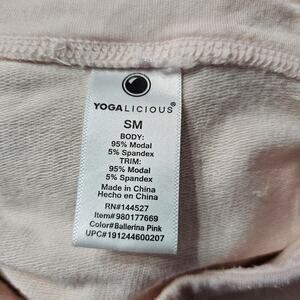 YOGALICIOUS®
SM
BODY:
95% Modal
5% Spandex
TRIM:
95% Modal
5% Spandex
Made in China
Hecho en China
RN#144527
Item#980177669
Color#Ballerina Pink
UPC#191244600207